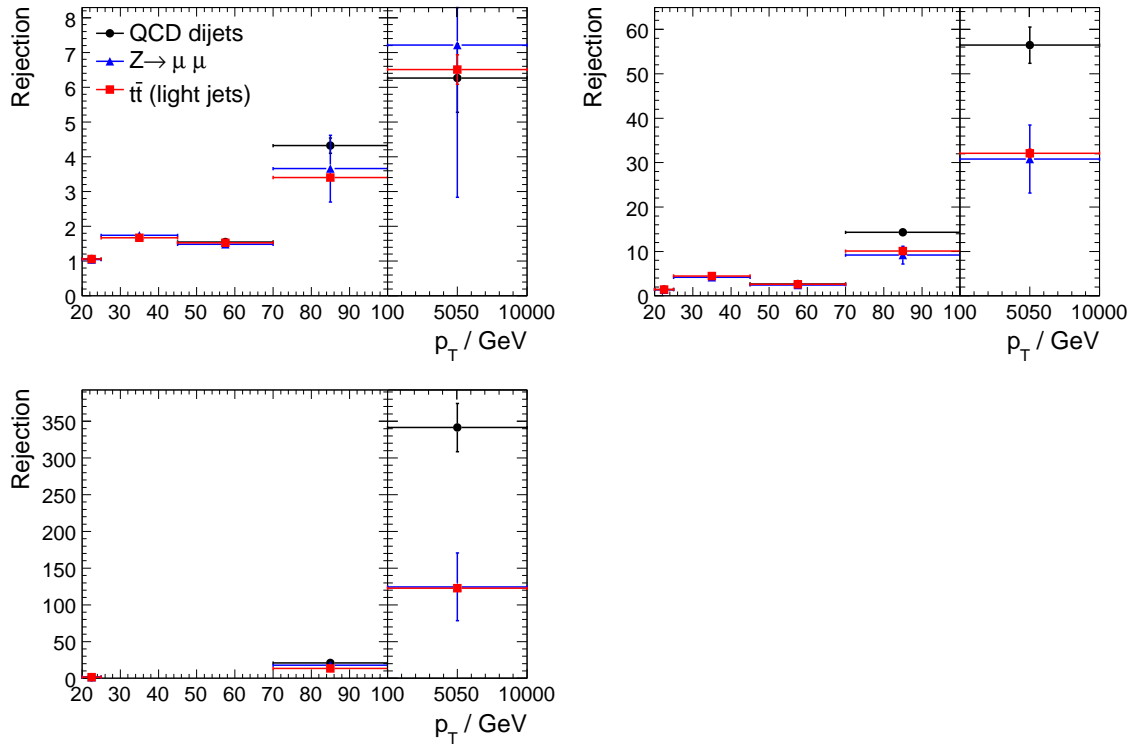 Rejection
8
7
6
5
4
3
2
1
0
QCD dijets
Z→ μ μ
tt̄ (light jets)
20 30 40 50 60 70 80 90 100 5050 10000
p_T / GeV
Rejection
60
50
40
30
20
10
0
20 30 40 50 60 70 80 90 100 5050 10000
p_T / GeV
Rejection
350
300
250
200
150
100
50
0
20 30 40 50 60 70 80 90 100 5050 10000
p_T / GeV